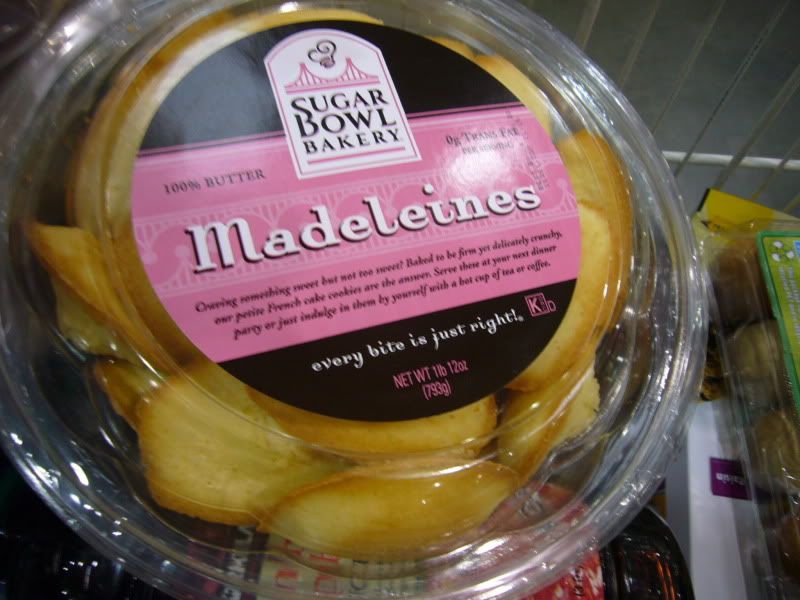 SUGAR
BOWL
BAKERY
100% BUTTER
0g TRANS FAT
PER SERVING
Madeleines
Craving something sweet but not too sweet? Baked to be firm yet delicately crunchy,
our petite French cake cookies are the answer. Serve these at your next dinner
party or just indulge in them by yourself with a hot cup of tea or coffee.
every bite is just right!®
K D
NET WT 1lb 12oz
(793g)
Raisin